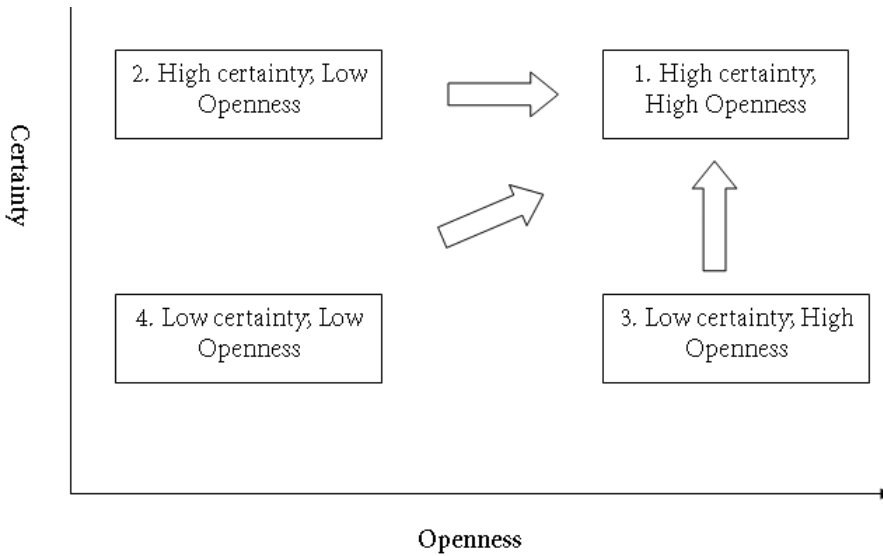 2. High certainty; Low
Openness
1. High certainty;
High Openness
Certainty
4. Low certainty; Low
Openness
3. Low certainty; High
Openness
Openness